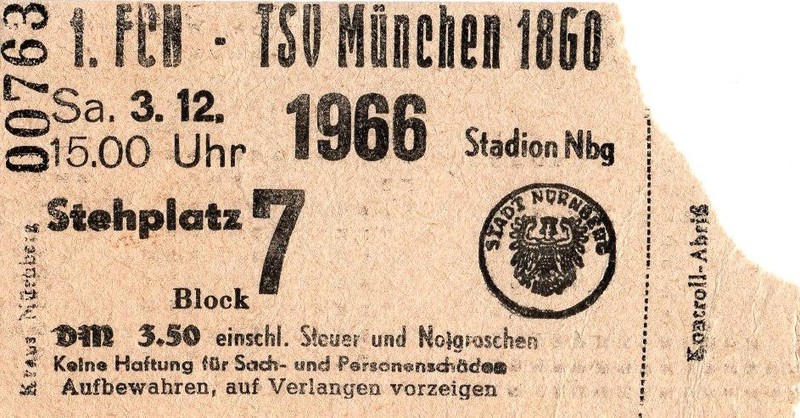 00763
1. FCN - TSV München 1860
Sa. 3. 12. 1966 Stadion Nbg
15.00 Uhr
Stehplatz 7
Block
STADT NÜRNBERG
DM 3.50 einschl. Steuer und Notgroschen
Keine Haftung für Sach- und Personenschäden
Aufbewahren, auf Verlangen vorzeigen
Kraus, Nürnberg
Kontroll-Abriß